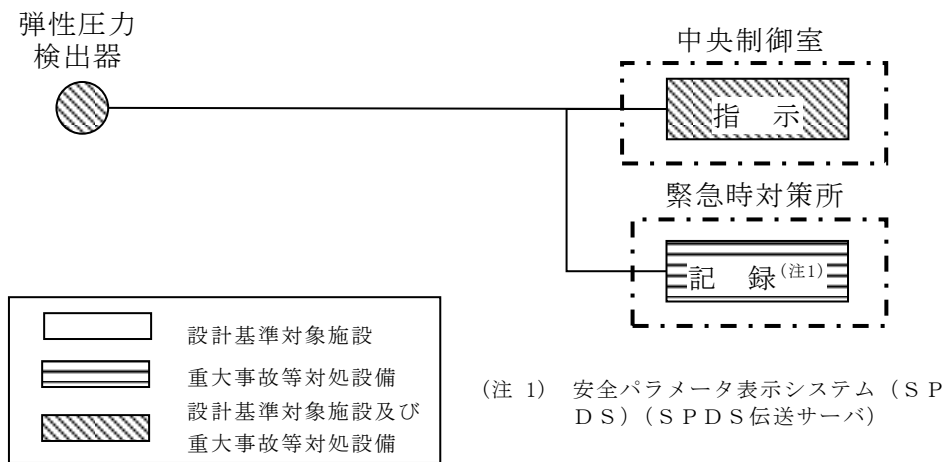 弾性圧力
検出器
中央制御室
指 示
緊急時対策所
記 録(注1)
設計基準対象施設
重大事故等対処設備
設計基準対象施設及び
重大事故等対処設備
(注 1) 安全パラメータ表示システム(SP
DS)(SPDS伝送サーバ)